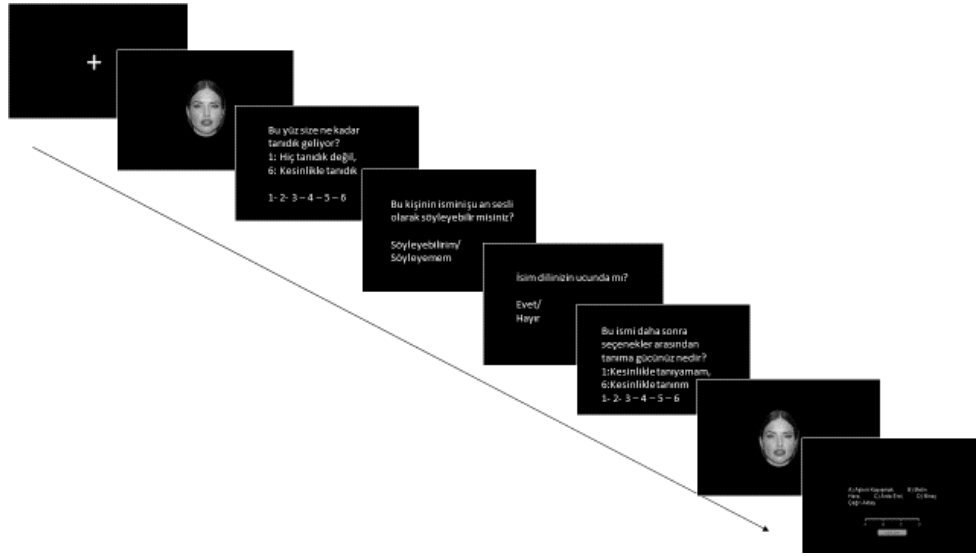 Bu yüz size ne kadar
tanıdık geliyor?
1: Hiç tanıdık değil,
6: Kesinlikle tanıdık
1- 2- 3 – 4 – 5 – 6
Bu kişinin ismini şu an sesli
olarak söyleyebilir misiniz?
Söyleyebilirim/
Söyleyemem
İsim dilinizin ucunda mı?
Evet/
Hayır
Bu ismi daha sonra
seçenekler arasından
tanıma gücünüz nedir?
1:Kesinlikle tanıyamam,
6:Kesinlikle tanırım
1- 2- 3 – 4 – 5 – 6